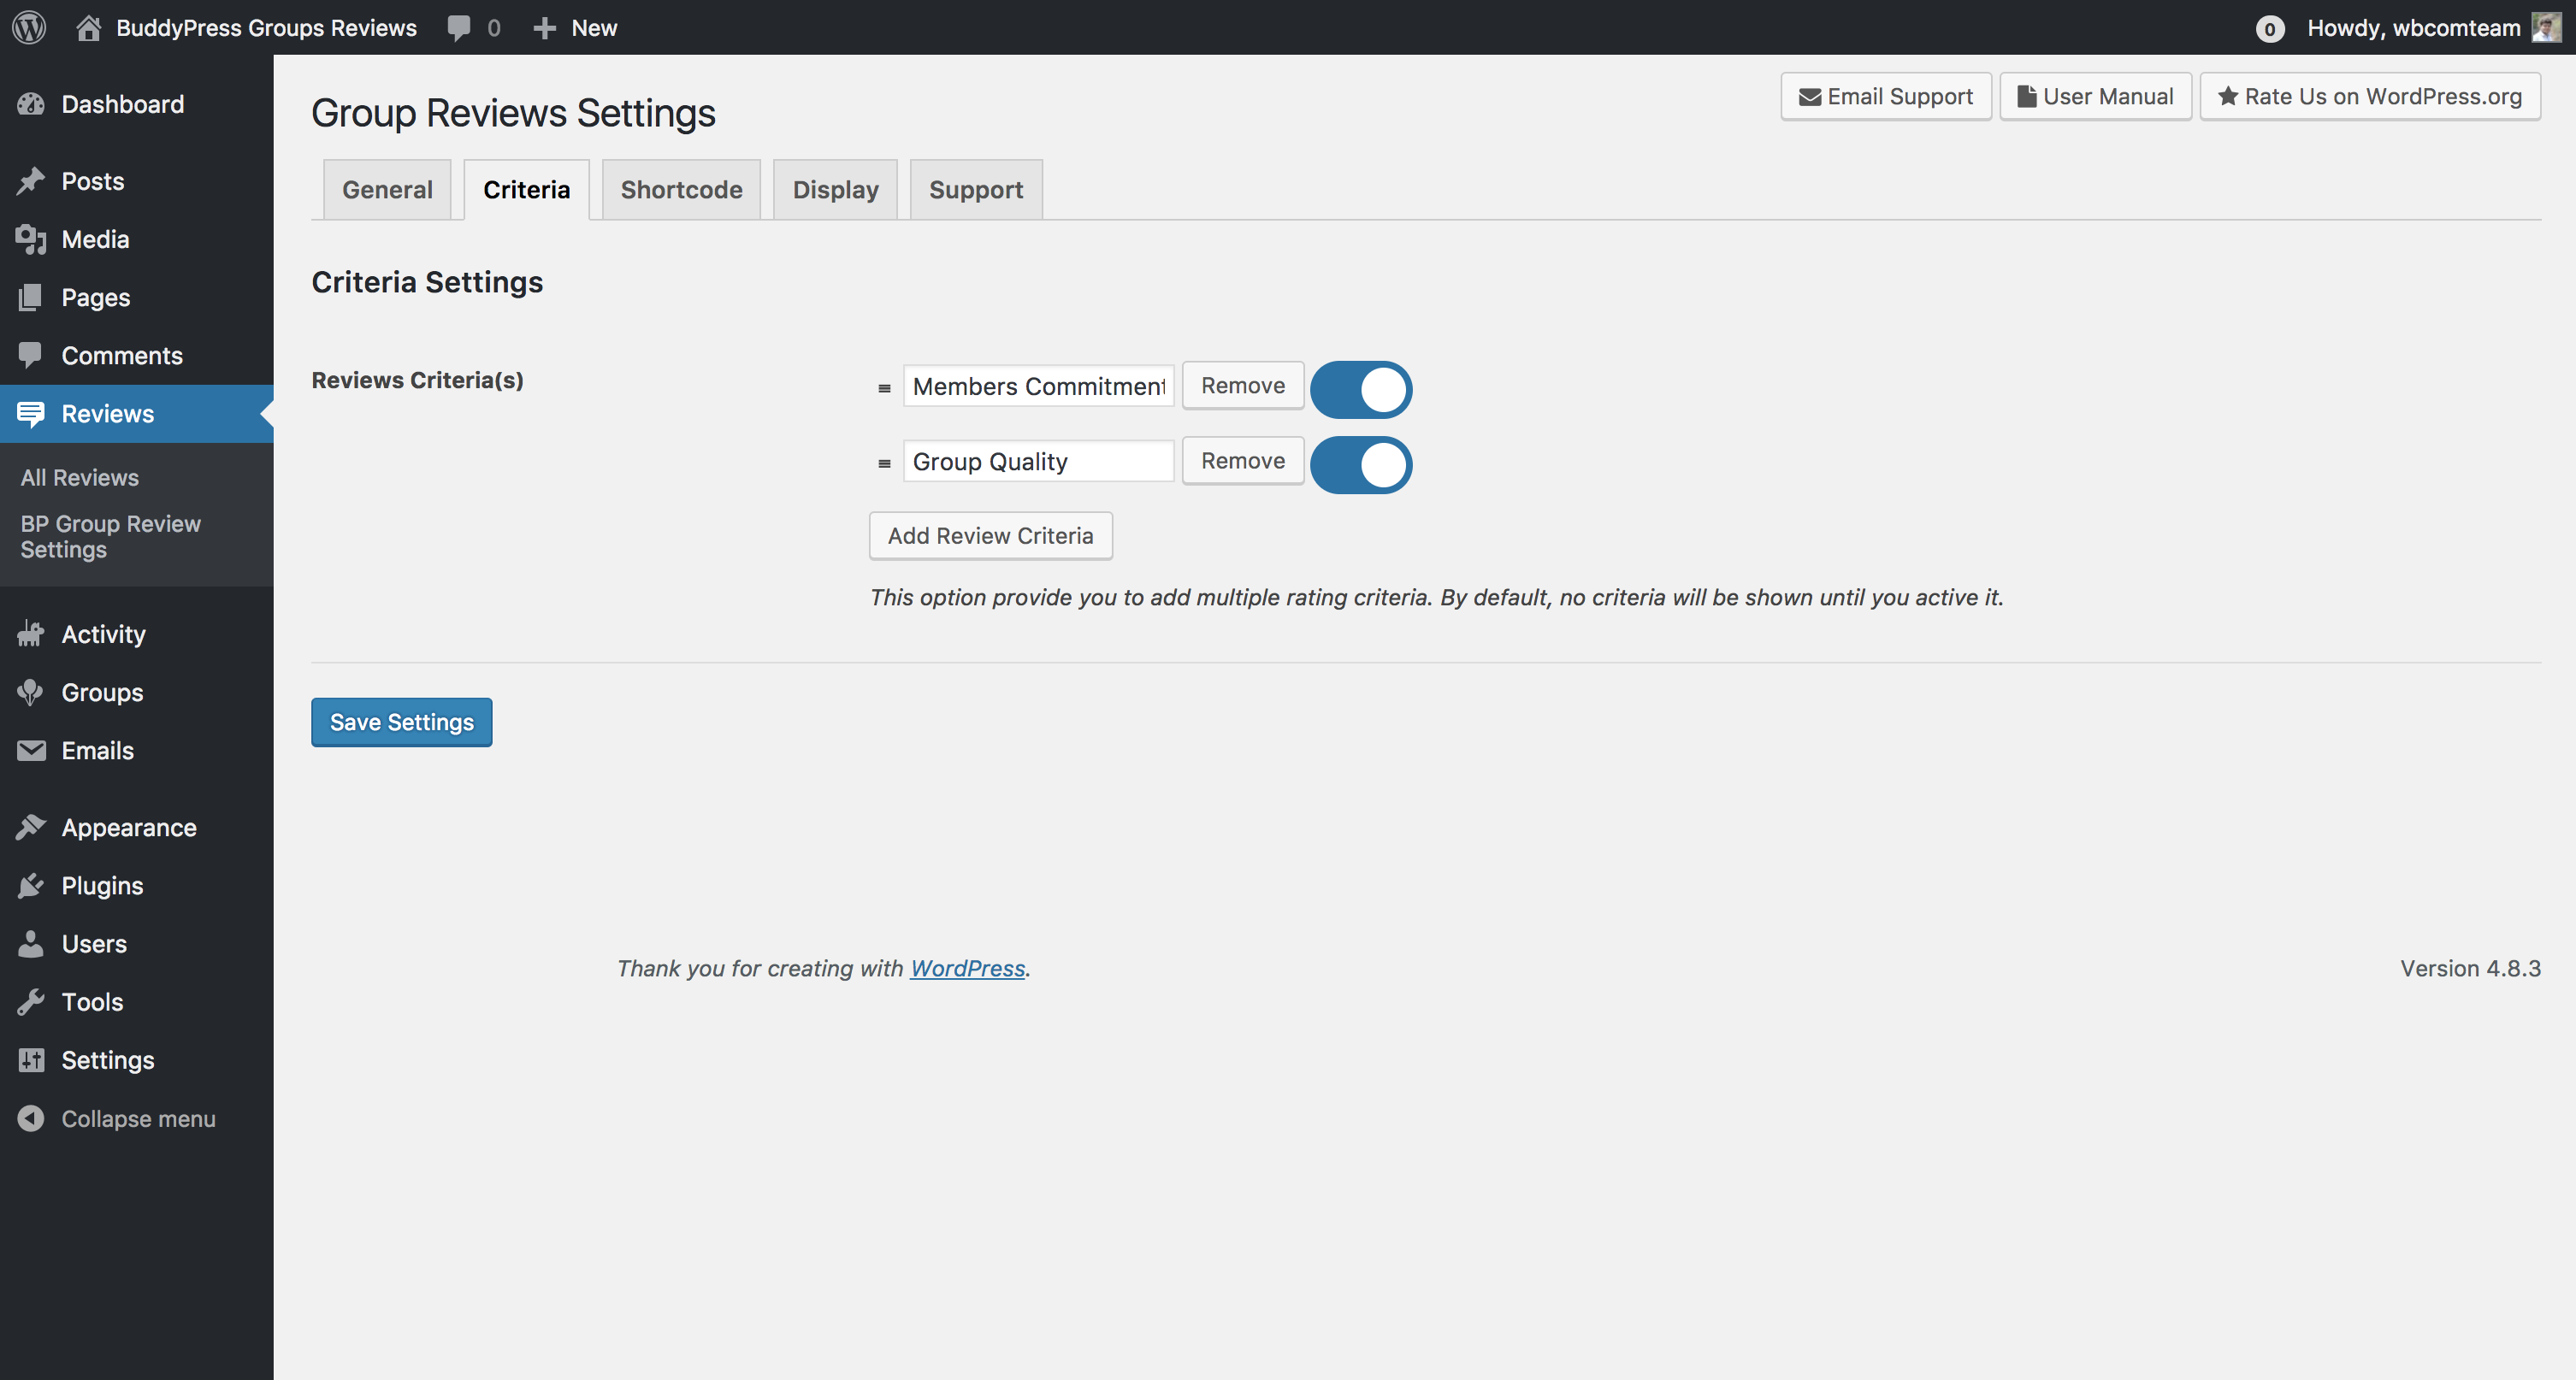 BuddyPress Groups Reviews 0 New
0 Howdy, wbcomteam
Dashboard
Posts
Media
Pages
Comments
Reviews
All Reviews
BP Group Review
Settings
Activity
Groups
Emails
Appearance
Plugins
Users
Tools
Settings
Collapse menu
Email Support User Manual Rate Us on WordPress.org
Group Reviews Settings
General Criteria Shortcode Display Support
Criteria Settings
Reviews Criteria(s)
Members Commitment Remove
Group Quality Remove
Add Review Criteria
This option provide you to add multiple rating criteria. By default, no criteria will be shown until you active it.
Save Settings
Thank you for creating with WordPress.
Version 4.8.3